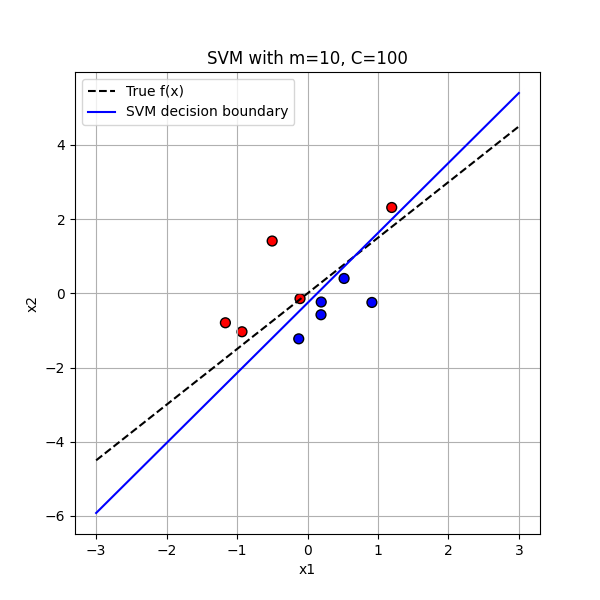 SVM with m=10, C=100
True f(x)
SVM decision boundary
x2
4
2
0
−2
−4
−6
−3
−2
−1
0
1
2
3
x1